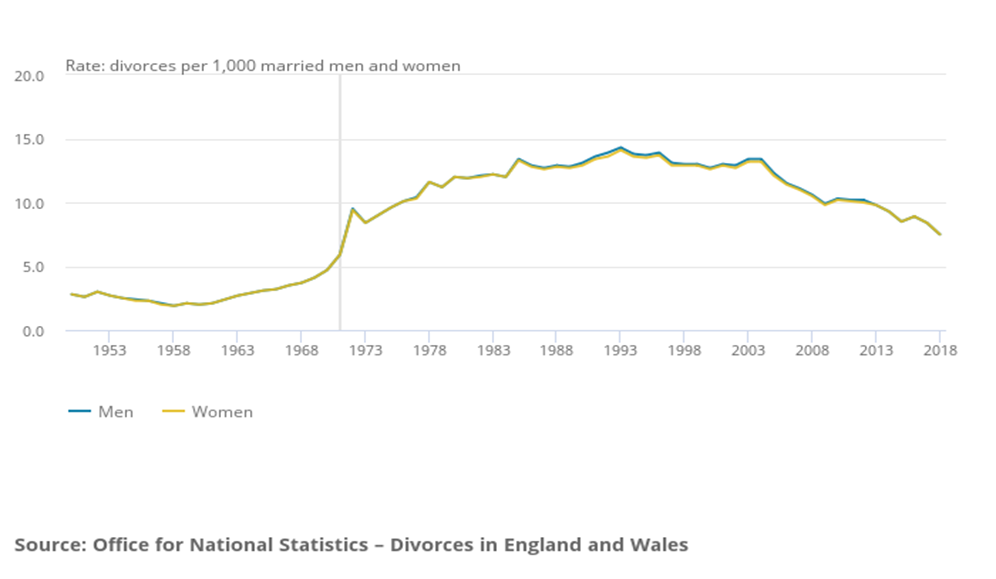 Rate: divorces per 1,000 married men and women
20.0
15.0
10.0
5.0
0.0
1953 1958 1963 1968 1973 1978 1983 1988 1993 1998 2003 2008 2013 2018
Men Women
Source: Office for National Statistics – Divorces in England and Wales